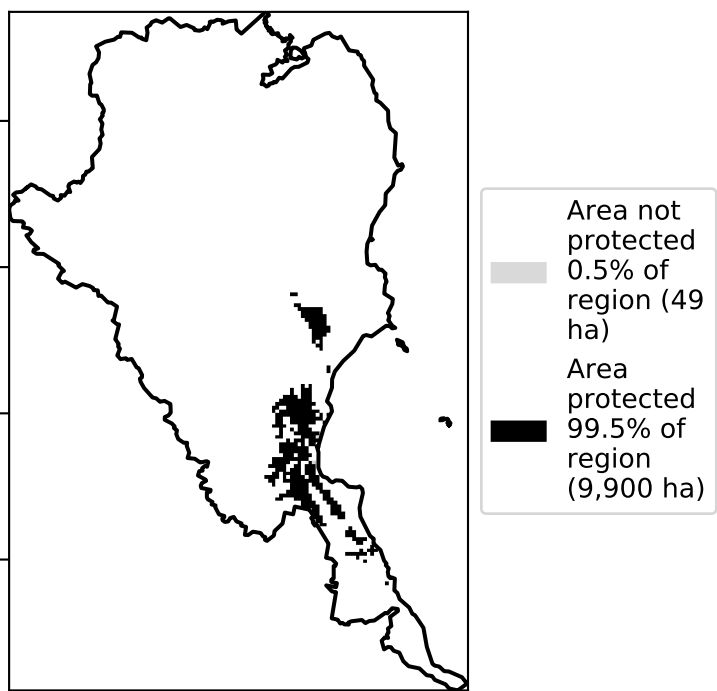 Area not
protected
0.5% of
region (49
ha)
Area
protected
99.5% of
region
(9,900 ha)